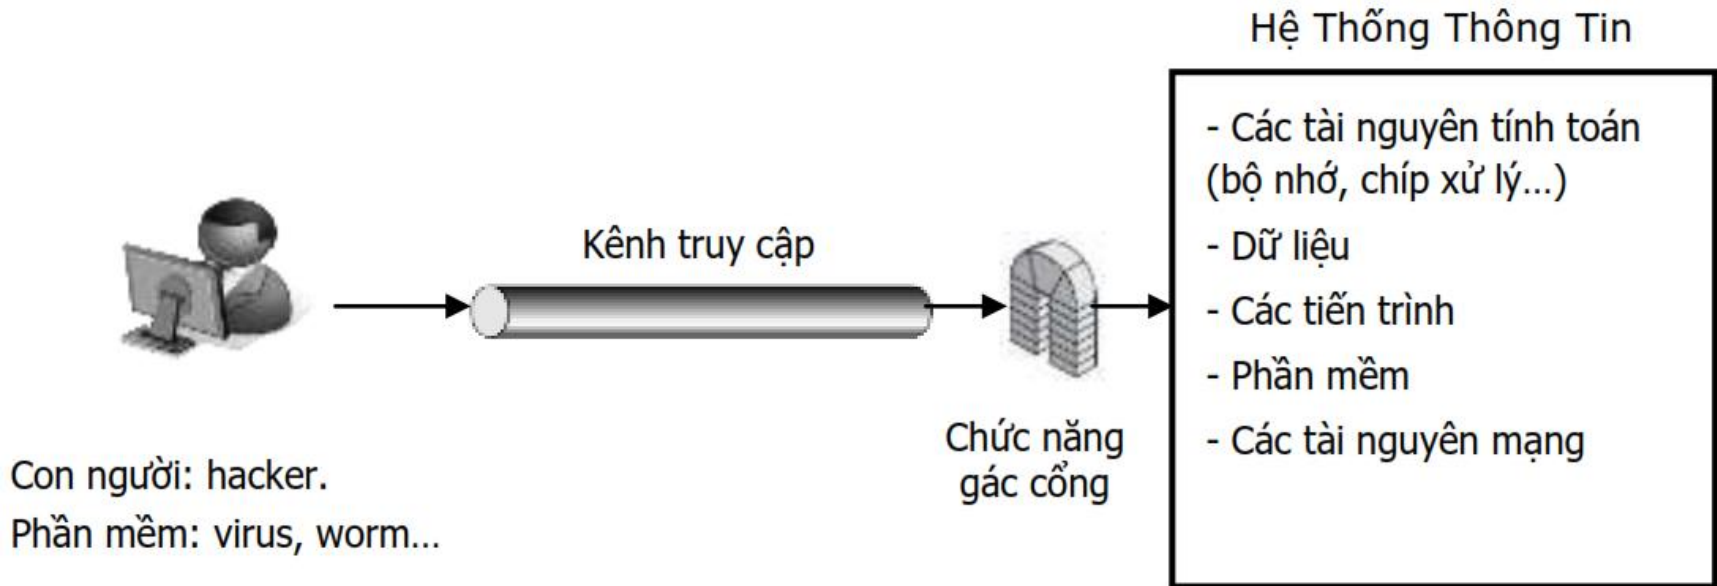 Hệ Thống Thông Tin
- Các tài nguyên tính toán
(bộ nhớ, chíp xử lý...)
- Dữ liệu
- Các tiến trình
- Phần mềm
- Các tài nguyên mạng
Kênh truy cập
Chức năng
gác cổng
Con người: hacker.
Phần mềm: virus, worm...